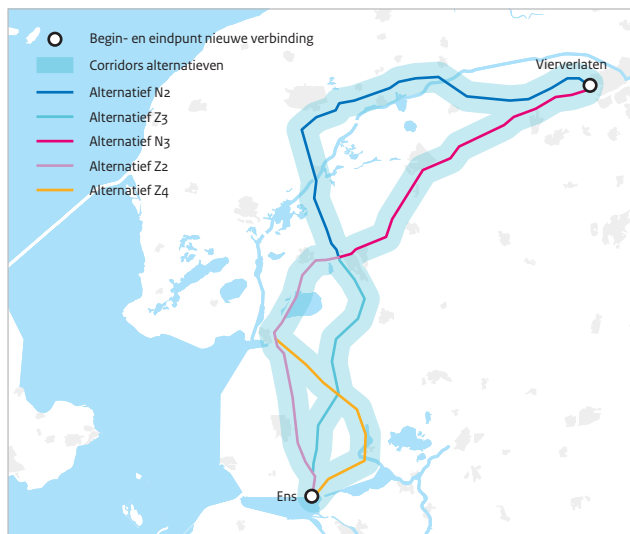 Begin- en eindpunt nieuwe verbinding
Corridors alternatieven
Alternatief N2
Alternatief Z3
Alternatief N3
Alternatief Z2
Alternatief Z4
Vierverlaten
Ens